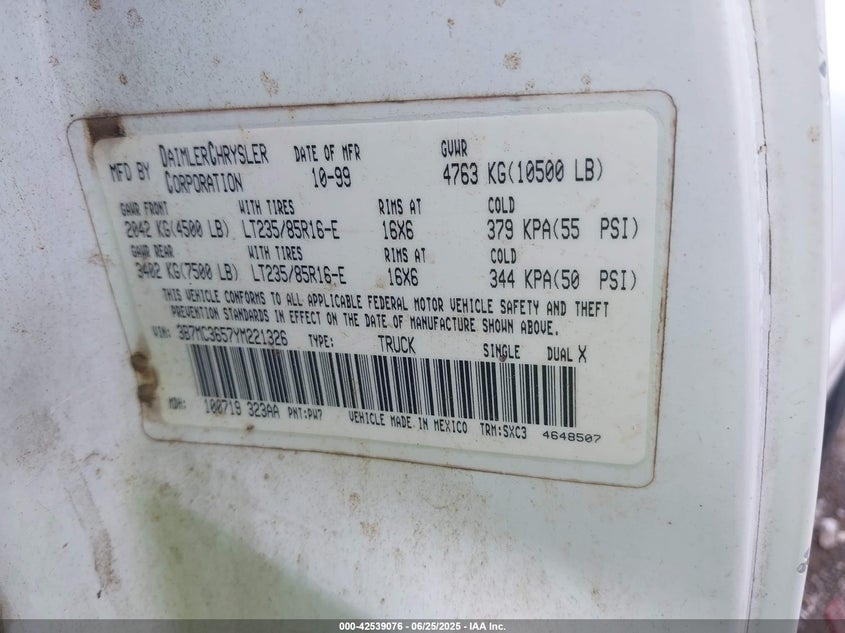 MFD BY DAIMLERCHRYSLER CORPORATION DATE OF MFR 10-99 GVWR 4763 KG(10500 LB)
GAWR FRONT WITH TIRES RIMS AT COLD
2042 KG(4500 LB) LT235/85R16-E 16X6 379 KPA(55 PSI)
GAWR REAR WITH TIRES RIMS AT COLD
3402 KG(7500 LB) LT235/85R16-E 16X6 344 KPA(50 PSI)
THIS VEHICLE CONFORMS TO ALL APPLICABLE FEDERAL MOTOR VEHICLE SAFETY AND THEFT
PREVENTION STANDARDS IN EFFECT ON THE DATE OF MANUFACTURE SHOWN ABOVE.
VIN: 3B7MC3657YM221326 TYPE: TRUCK SINGLE DUAL X
MDH: 100719 323AA PNT:PW7 VEHICLE MADE IN MEXICO TRM:SXC3 4648507
000-42539076 - 06/25/2025 - IAA Inc.